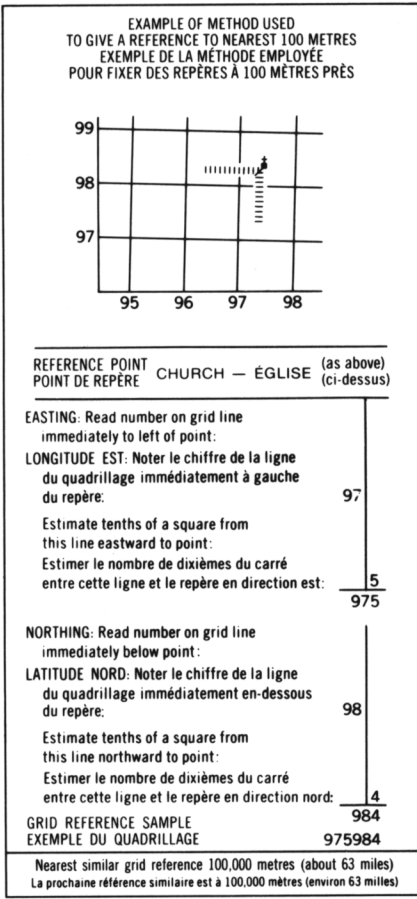 EXAMPLE OF METHOD USED
TO GIVE A REFERENCE TO NEAREST 100 METRES
EXEMPLE DE LA MÉTHODE EMPLOYÉE
POUR FIXER DES REPÈRES À 100 MÈTRES PRÈS
99
98
97
95 96 97 98
REFERENCE POINT
POINT DE REPÈRE
CHURCH — ÉGLISE
(as above)
(ci-dessus)
EASTING: Read number on grid line
immediately to left of point:
LONGITUDE EST: Noter le chiffre de la ligne
du quadrillage immédiatement à gauche
du repère: 97
Estimate tenths of a square from
this line eastward to point:
Estimer le nombre de dixièmes du carré
entre cette ligne et le repère en direction est: 5
975
NORTHING: Read number on grid line
immediately below point:
LATITUDE NORD: Noter le chiffre de la ligne
du quadrillage immédiatement en-dessous
du repère: 98
Estimate tenths of a square from
this line northward to point:
Estimer le nombre de dixièmes du carré
entre cette ligne et le repère en direction nord: 4
984
GRID REFERENCE SAMPLE
EXEMPLE DU QUADRILLAGE 975984
Nearest similar grid reference 100,000 metres (about 63 miles)
La prochaine référence similaire est à 100,000 mètres (environ 63 milles)